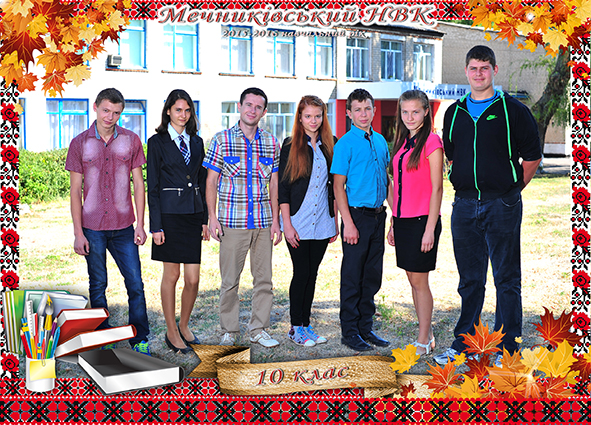 Мечниківський НВК
2015-2016 навчальний рік
10 клас